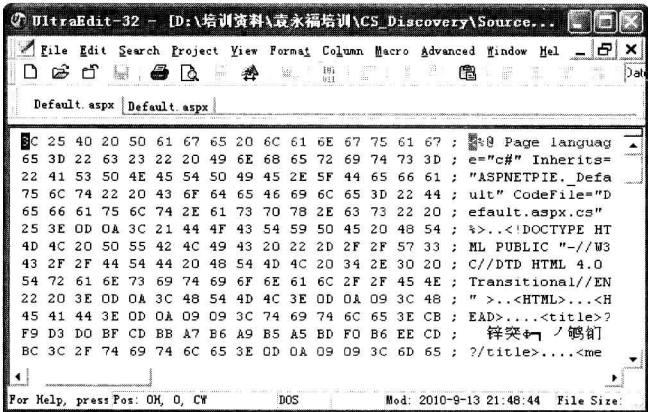 UltraEdit-32 - [D:\培训资料\袁永福培训\CS_Discovery\Source...
File Edit Search Project View Format Column Macro Advanced Window Hel
Default.aspx Default.aspx
3C 25 40 20 50 61 67 65 20 6C 61 6E 67 75 61 67 ; <%@ Page languag
65 3D 22 63 23 22 20 49 6E 68 65 72 69 74 73 3D ; e="c#" Inherits=
22 41 53 50 4E 45 54 50 49 45 2E 5F 44 65 66 61 ; "ASPNETPIE._Defa
75 6C 74 22 20 43 6F 64 65 46 69 6C 65 3D 22 44 ; ult" CodeFile="D
65 66 61 75 6C 74 2E 61 73 70 78 2E 63 73 22 20 ; efault.aspx.cs"
25 3E 0D 0A 3C 21 44 4F 43 54 59 50 45 20 48 54 ; %>..<!DOCTYPE HT
4D 4C 20 50 55 42 4C 49 43 20 22 2D 2F 2F 57 33 ; ML PUBLIC "-//W3
43 2F 2F 44 54 44 20 48 54 4D 4C 20 34 2E 30 20 ; C//DTD HTML 4.0
54 72 61 6E 73 69 74 69 6F 6E 61 6C 2F 2F 45 4E ; Transitional//EN
22 20 3E 0D 0A 3C 48 54 4D 4C 3E 0D 0A 09 3C 48 ; " >..<HTML>...<H
45 41 44 3E 0D 0A 09 09 3C 74 69 74 6C 65 3E CB ; EAD>....<title>?
F9 D3 D0 BF CD BB A7 B6 A9 B5 A5 BD F0 B6 EE CD ; 锌突
BC 3C 2F 74 69 74 6C 65 3E 0D 0A 09 09 3C 6D 65 ; ?/title>....<me
For Help, press Pos: 0H, 0, CW DOS Mod: 2010-9-13 21:48:44 File Size: